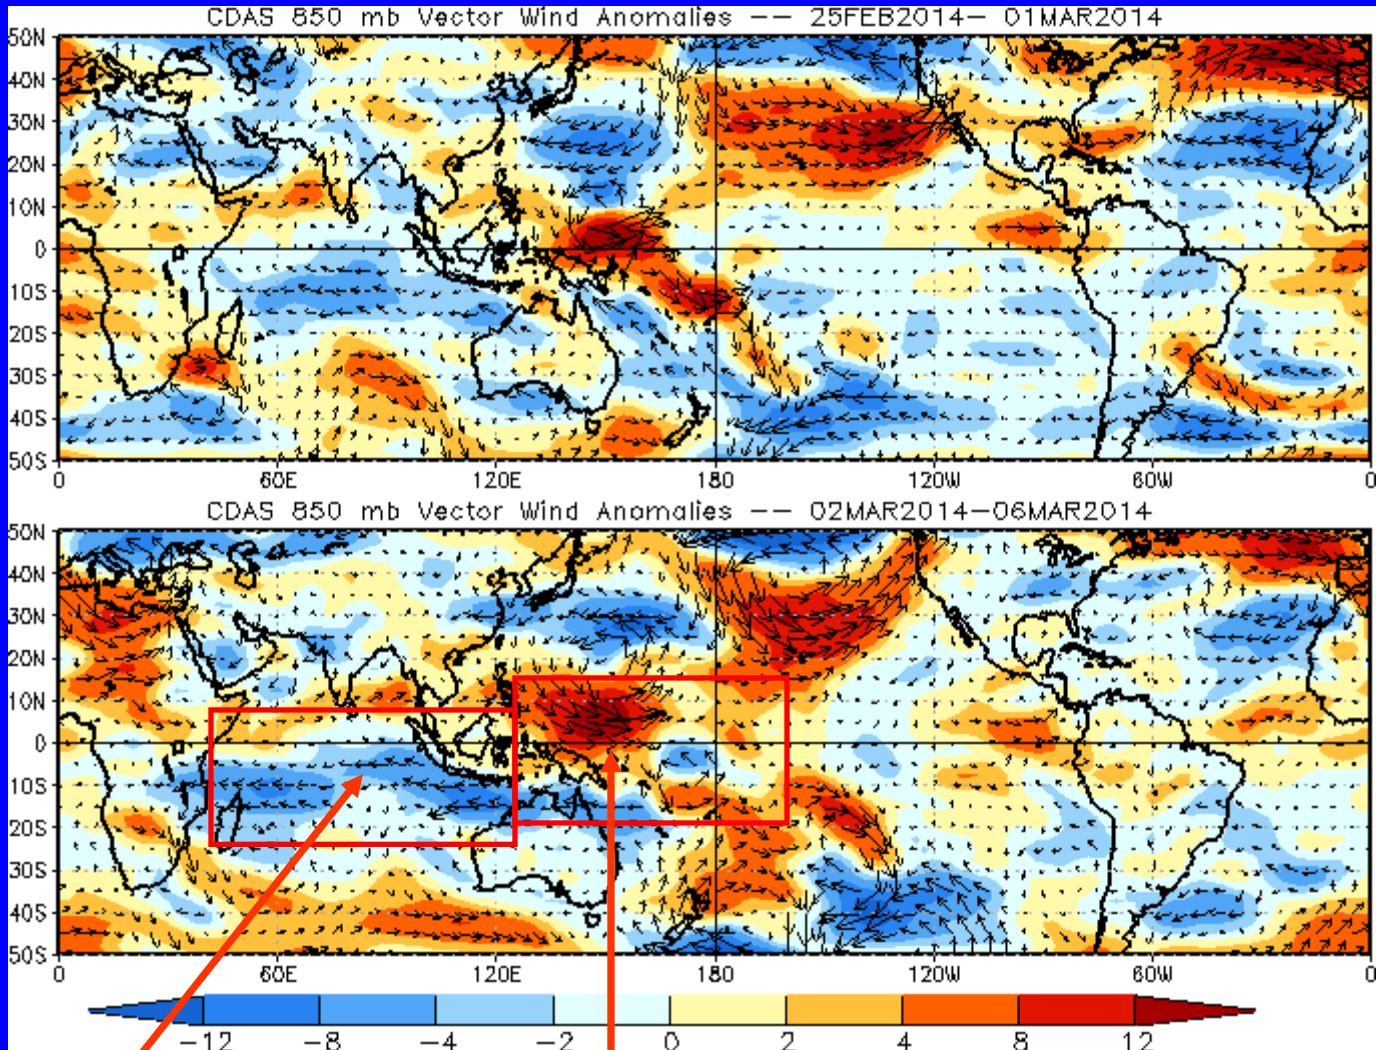 CDAS 850 mb Vector Wind Anomalies -- 25FEB2014- 01MAR2014
50N
40N
30N
20N
10N
0
10S
20S
30S
40S
50S
0 60E 120E 180 120W 60W 0
CDAS 850 mb Vector Wind Anomalies -- 02MAR2014-06MAR2014
50N
40N
30N
20N
10N
0
10S
20S
30S
40S
50S
0 60E 120E 180 120W 60W 0
-12 -8 -4 -2 0 2 4 8 12